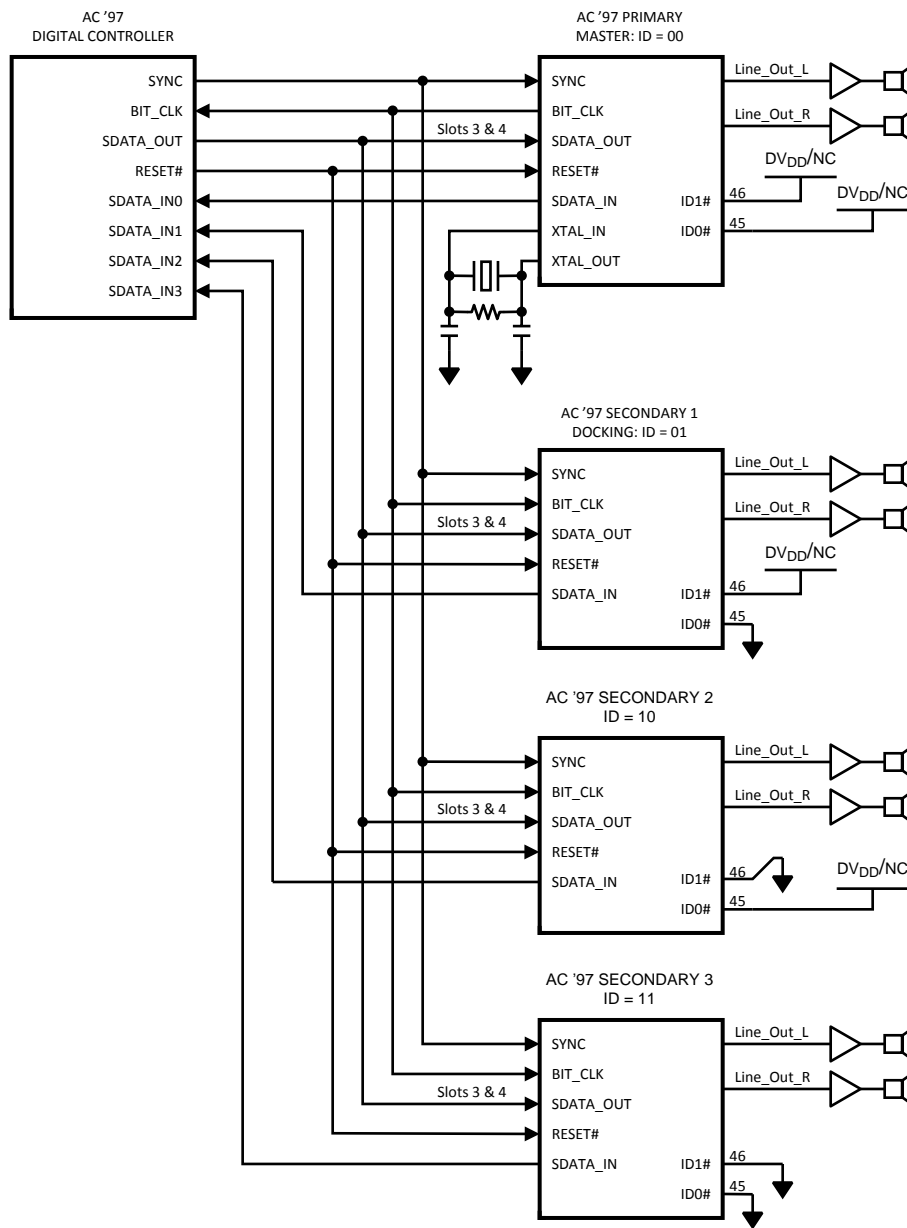 AC '97
DIGITAL CONTROLLER
SYNC
BIT_CLK
SDATA_OUT
RESET#
SDATA_IN0
SDATA_IN1
SDATA_IN2
SDATA_IN3
AC '97 PRIMARY
MASTER: ID = 00
Slots 3 & 4
SYNC
BIT_CLK
SDATA_OUT
RESET#
SDATA_IN
XTAL_IN
XTAL_OUT
ID1#
ID0#
46
45
Line_Out_L
Line_Out_R
DVDD/NC
DVDD/NC
AC '97 SECONDARY 1
DOCKING: ID = 01
Slots 3 & 4
SYNC
BIT_CLK
SDATA_OUT
RESET#
SDATA_IN
ID1#
ID0#
46
45
Line_Out_L
Line_Out_R
DVDD/NC
AC '97 SECONDARY 2
ID = 10
Slots 3 & 4
SYNC
BIT_CLK
SDATA_OUT
RESET#
SDATA_IN
ID1#
ID0#
46
45
Line_Out_L
Line_Out_R
DVDD/NC
AC '97 SECONDARY 3
ID = 11
Slots 3 & 4
SYNC
BIT_CLK
SDATA_OUT
RESET#
SDATA_IN
ID1#
ID0#
46
45
Line_Out_L
Line_Out_R